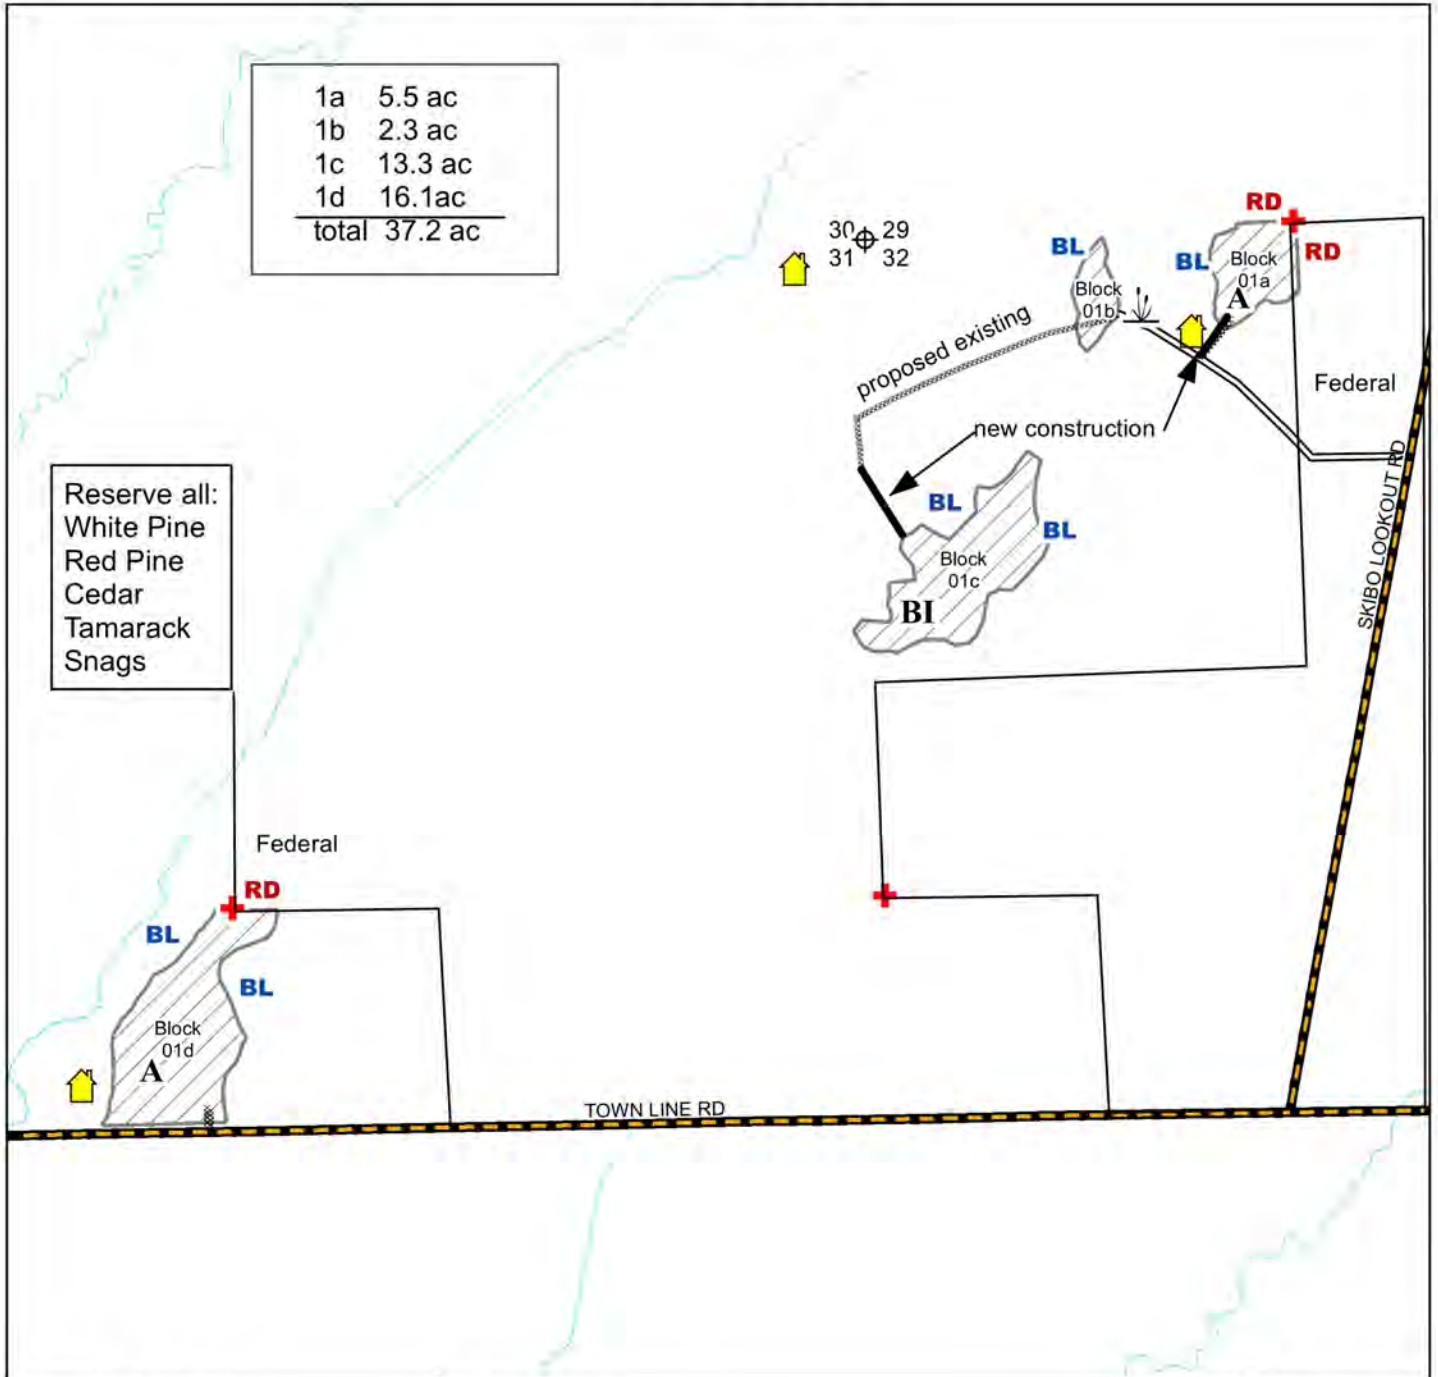 1a 5.5 ac
1b 2.3 ac
1c 13.3 ac
1d 16.1ac
total 37.2 ac
30 29
31 32
RD
RD
BL
BL
Block
01a
A
Block
01b
proposed existing
Federal
new construction
SKIBO LOOKOUT RD
Reserve all:
White Pine
Red Pine
Cedar
Tamarack
Snags
BL
BL
Block
01c
BI
Federal
RD
BL
BL
Block
01d
A
TOWN LINE RD